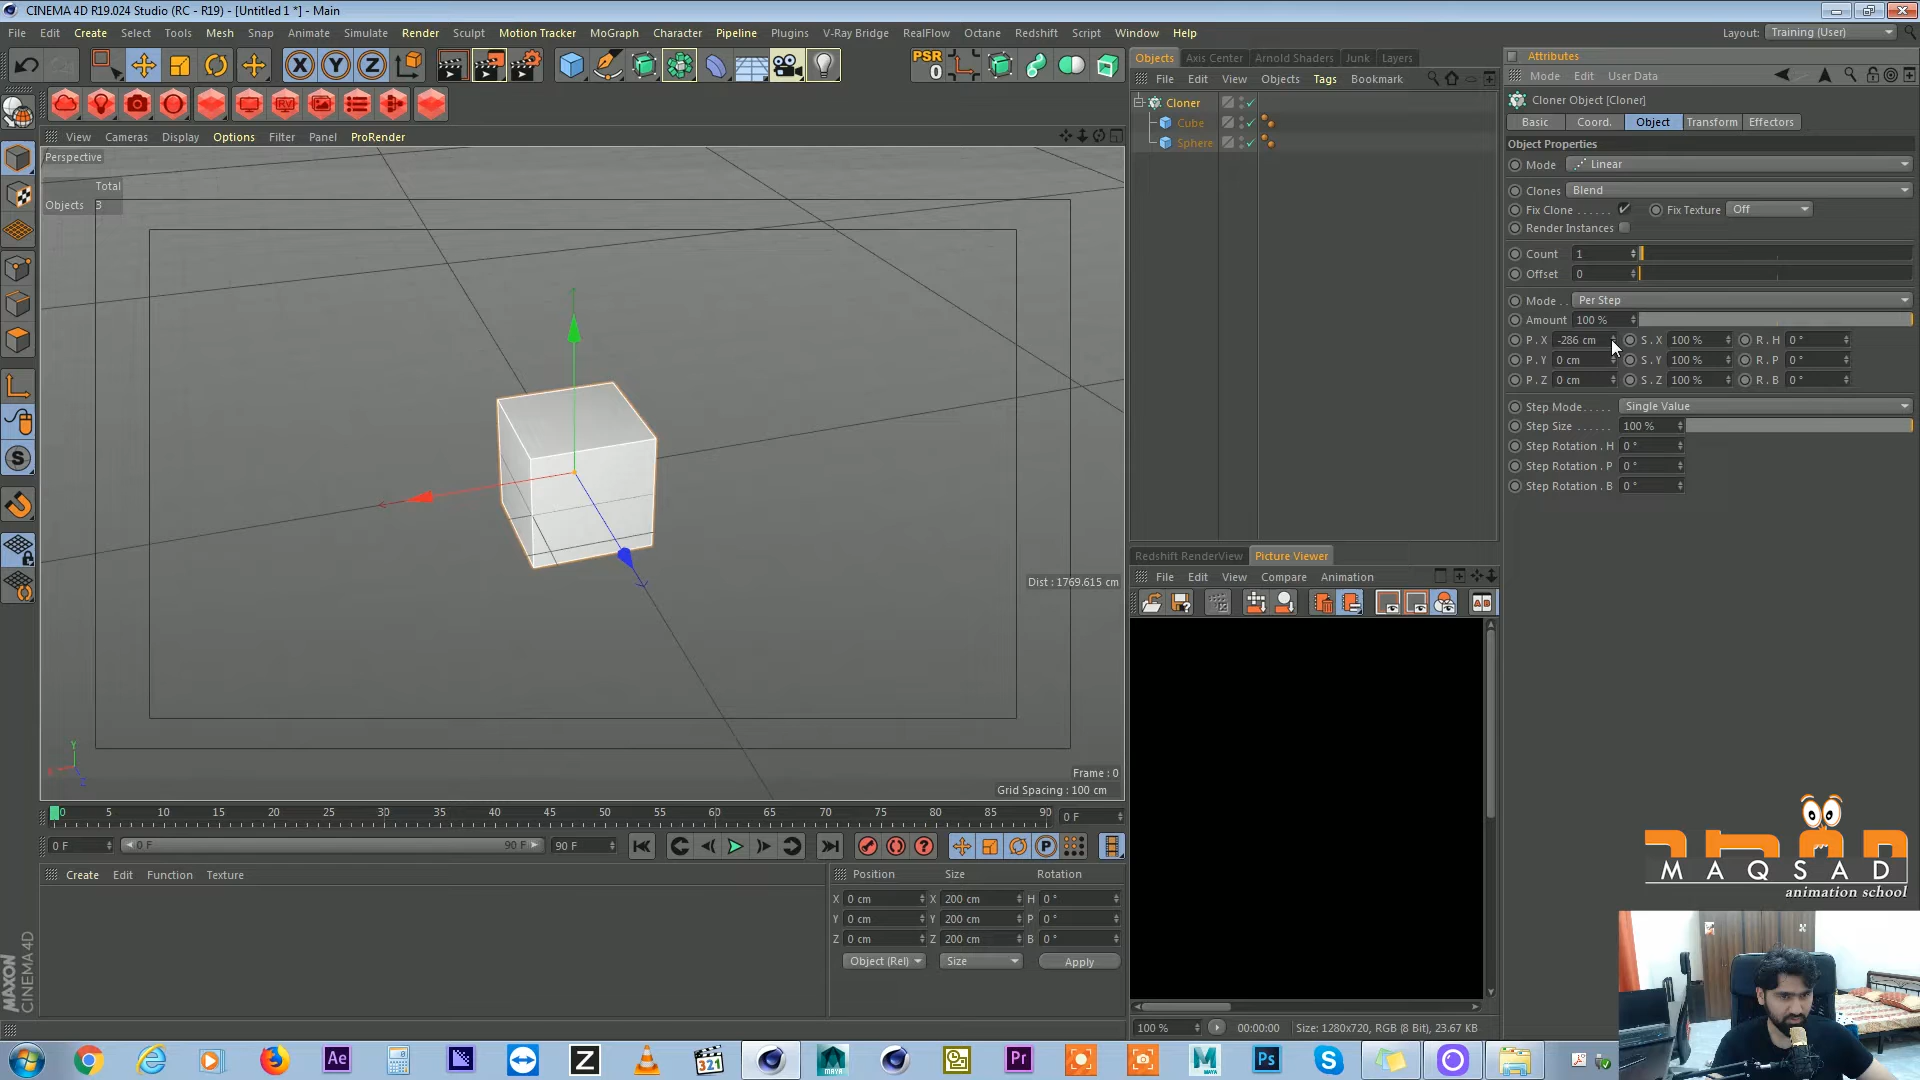 CINEMA 4D R19.024 Studio (RC - R19) - [Untitled 1 *] - Main
File Edit Create Select Tools Mesh Snap Animate Simulate Render Sculpt Motion Tracker MoGraph Character Pipeline Plugins V-Ray Bridge RealFlow Octane Redshift Script Window Help
Layout: Training (User)
PSR
0
X Y Z
RV
View Cameras Display Options Filter Panel ProRender
Perspective
Total
Objects 3
Dist : 1769.615 cm
Frame : 0
Grid Spacing : 100 cm
0 5 10 15 20 25 30 35 40 45 50 55 60 65 70 75 80 85 90 0 F
0 F 0 F 90 F 90 F
Create Edit Function Texture
Position Size Rotation
X 0 cm X 200 cm H 0 °
Y 0 cm Y 200 cm P 0 °
Z 0 cm Z 200 cm B 0 °
Object (Rel) Size Apply
MAXON
CINEMA 4D
Objects Axis Center Arnold Shaders Junk Layers
File Edit View Objects Tags Bookmark
Cloner
Cube
Sphere
Redshift RenderView Picture Viewer
File Edit View Compare Animation
100 % 00:00:00 Size: 1280x720, RGB (8 Bit), 23.67 KB
Attributes
Mode Edit User Data
Cloner Object [Cloner]
Basic Coord. Object Transform Effectors
Object Properties
Mode Linear
Clones Blend
Fix Clone Fix Texture Off
Render Instances
Count 1
Offset 0
Mode Per Step
Amount 100 %
P . X -286 cm S . X 100 % R . H 0 °
P . Y 0 cm S . Y 100 % R . P 0 °
P . Z 0 cm S . Z 100 % R . B 0 °
Step Mode Single Value
Step Size 100 %
Step Rotation . H 0 °
Step Rotation . P 0 °
Step Rotation . B 0 °
MAQSAD
animation school
Ae Z 321 MAYA Pr MAYA Ps